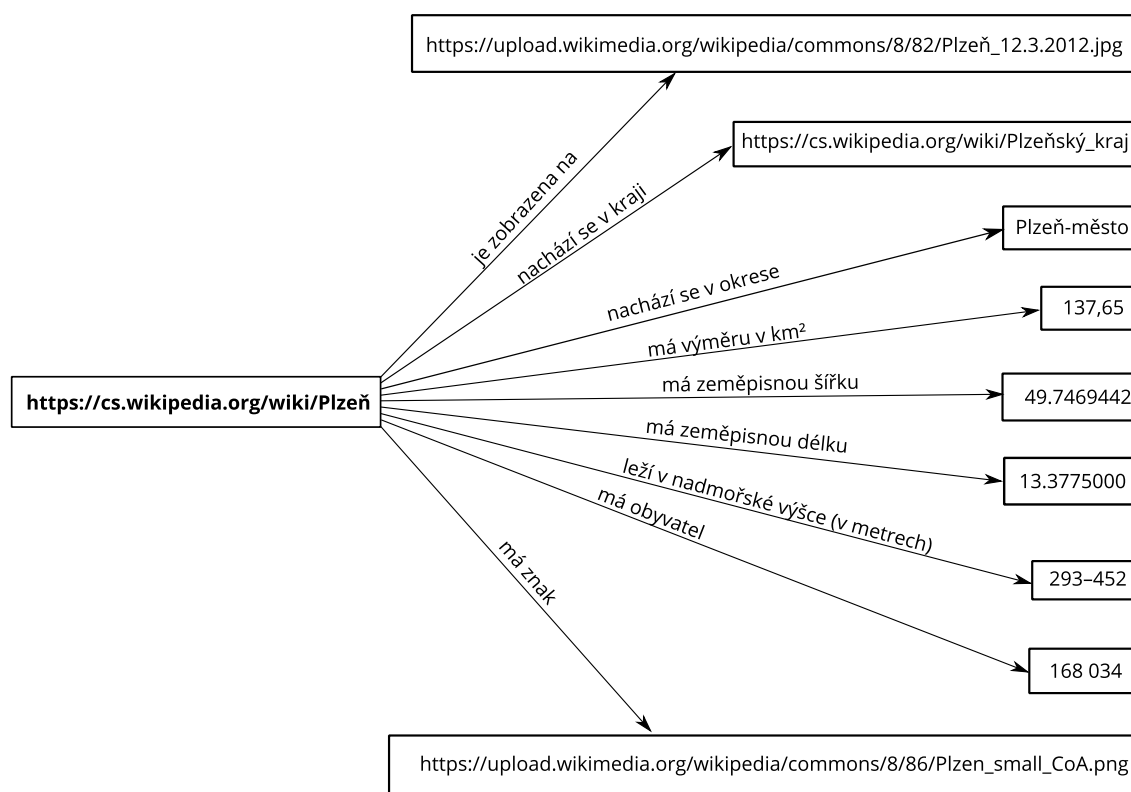 https://upload.wikimedia.org/wikipedia/commons/8/82/Plzeň_12.3.2012.jpg
je zobrazena na
https://cs.wikipedia.org/wiki/Plzeňský_kraj
nachází se v kraji
Plzeň-město
nachází se v okrese
137,65
má výměru v km²
https://cs.wikipedia.org/wiki/Plzeň
má zeměpisnou šířku
49.7469442
má zeměpisnou délku
13.3775000
leží v nadmořské výšce (v metrech)
293–452
má obyvatel
168 034
má znak
https://upload.wikimedia.org/wikipedia/commons/8/86/Plzen_small_CoA.png